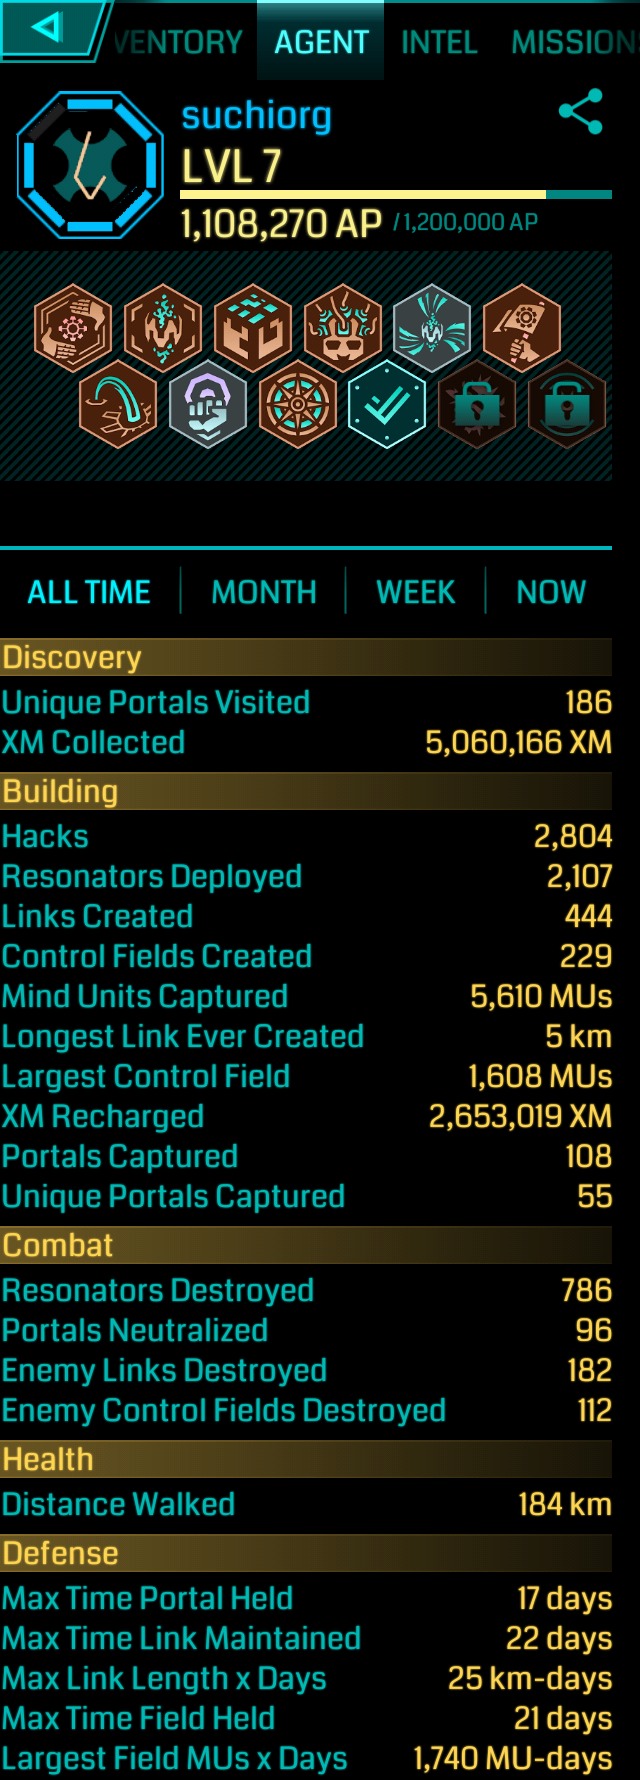 VENTORY AGENT INTEL MISSIONS
suchiorg
LVL 7
1,108,270 AP / 1,200,000 AP
ALL TIME MONTH WEEK NOW
Discovery
Unique Portals Visited 186
XM Collected 5,060,166 XM
Building
Hacks 2,804
Resonators Deployed 2,107
Links Created 444
Control Fields Created 229
Mind Units Captured 5,610 MUs
Longest Link Ever Created 5 km
Largest Control Field 1,608 MUs
XM Recharged 2,653,019 XM
Portals Captured 108
Unique Portals Captured 55
Combat
Resonators Destroyed 786
Portals Neutralized 96
Enemy Links Destroyed 182
Enemy Control Fields Destroyed 112
Health
Distance Walked 184 km
Defense
Max Time Portal Held 17 days
Max Time Link Maintained 22 days
Max Link Length x Days 25 km-days
Max Time Field Held 21 days
Largest Field MUs x Days 1,740 MU-days